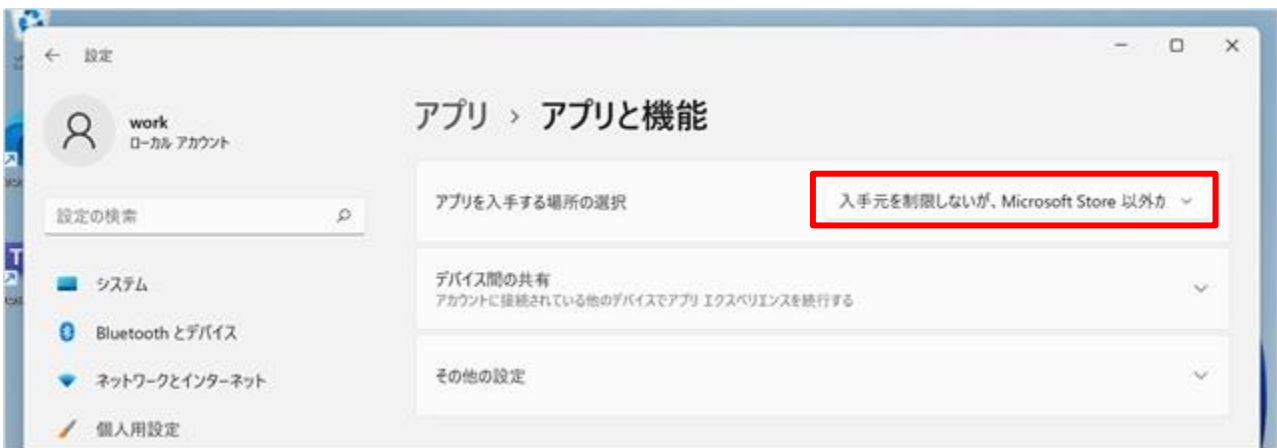 ← 設定
work
ローカル アカウント
設定の検索
システム
Bluetooth とデバイス
ネットワークとインターネット
個人用設定
アプリ › アプリと機能
アプリを入手する場所の選択
入手元を制限しないが、Microsoft Store 以外か
デバイス間の共有
アカウントに接続されている他のデバイスでアプリ エクスペリエンスを続行する
その他の設定